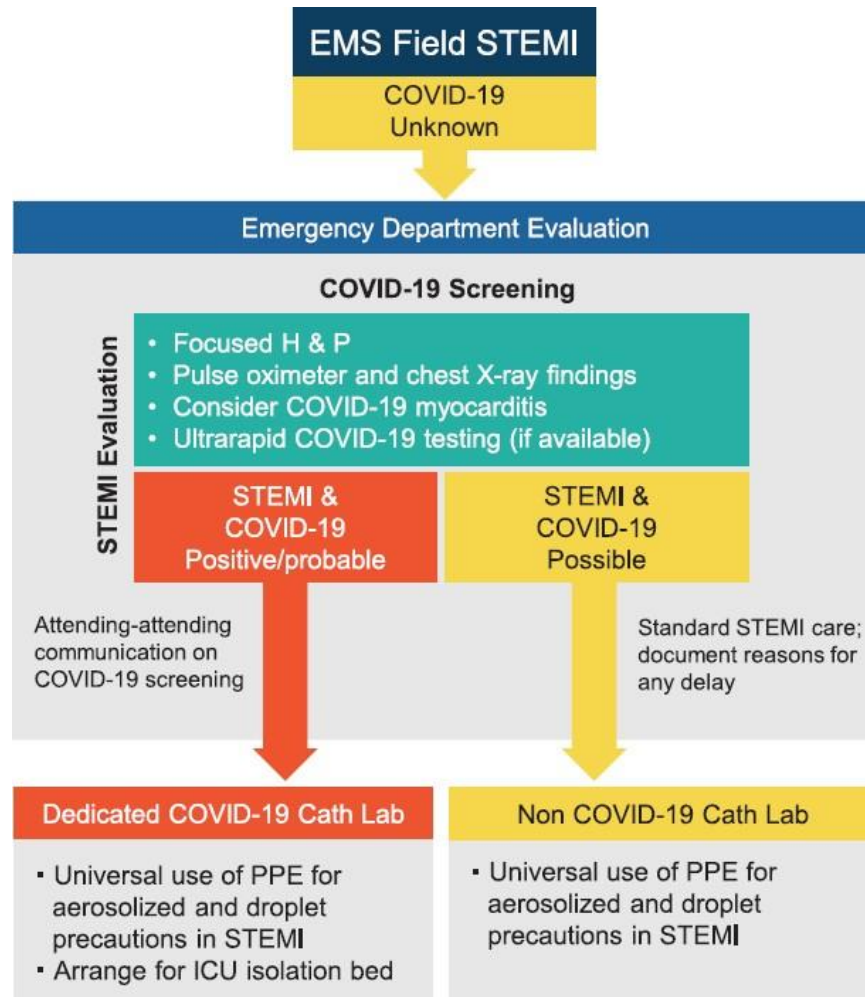 EMS Field STEMI
COVID-19
Unknown
Emergency Department Evaluation
COVID-19 Screening
STEMI Evaluation
• Focused H & P
• Pulse oximeter and chest X-ray findings
• Consider COVID-19 myocarditis
• Ultrarapid COVID-19 testing (if available)
STEMI &
COVID-19
Positive/probable
STEMI &
COVID-19
Possible
Attending-attending
communication on
COVID-19 screening
Standard STEMI care;
document reasons for
any delay
Dedicated COVID-19 Cath Lab
▪ Universal use of PPE for
aerosolized and droplet
precautions in STEMI
▪ Arrange for ICU isolation bed
Non COVID-19 Cath Lab
▪ Universal use of PPE for
aerosolized and droplet
precautions in STEMI